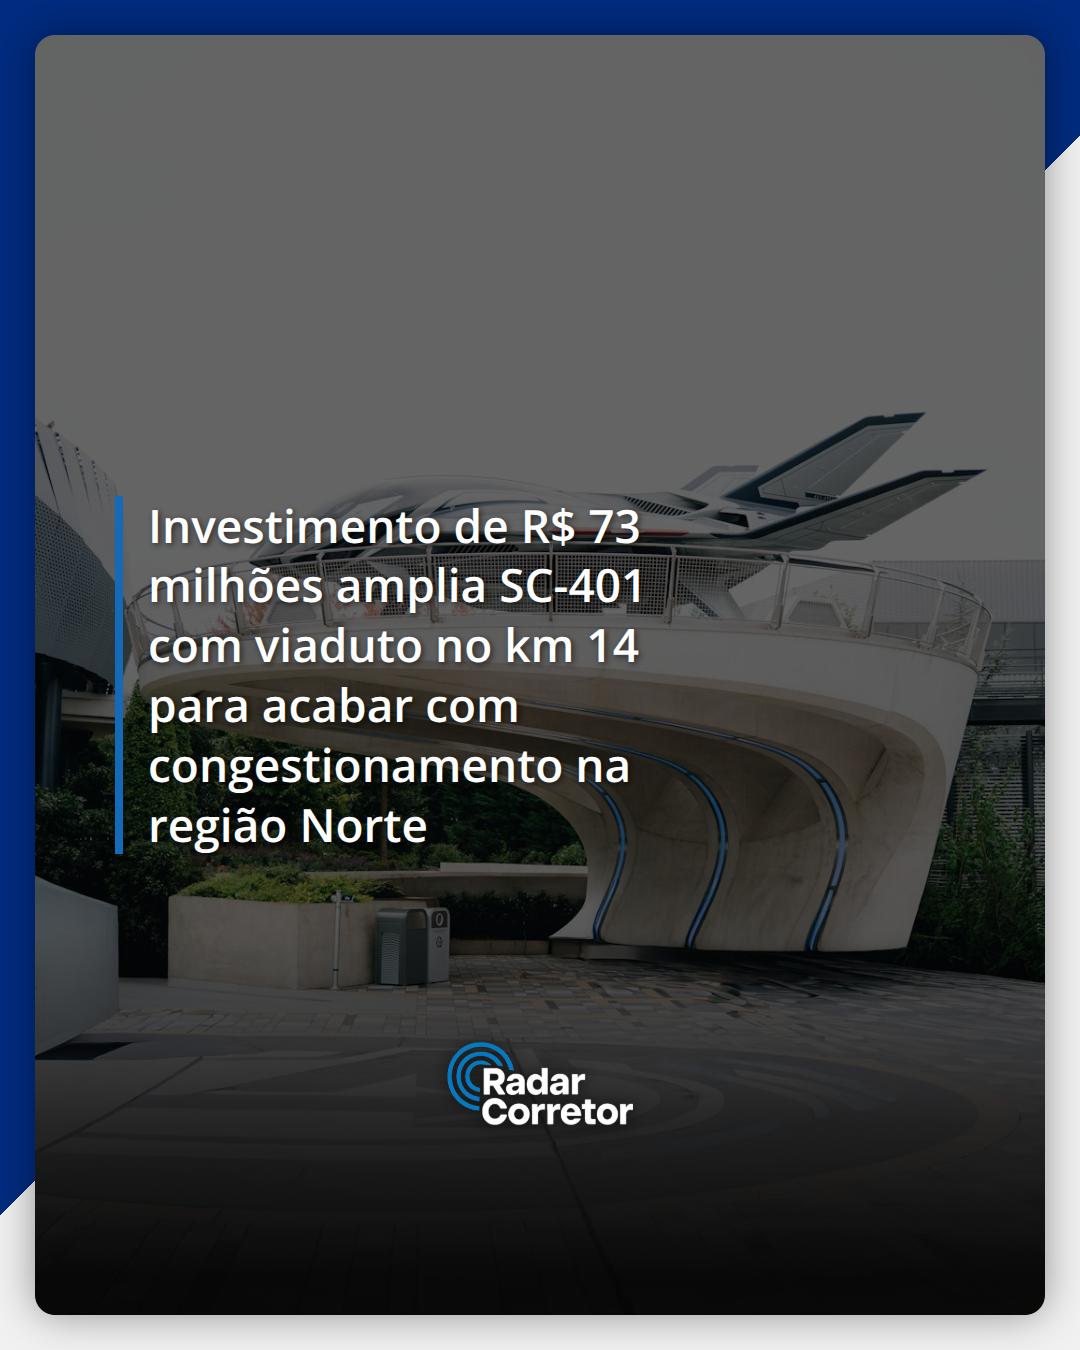 Investimento de R$ 73
milhões amplia SC-401
com viaduto no km 14
para acabar com
congestionamento na
região Norte
Radar
Corretor